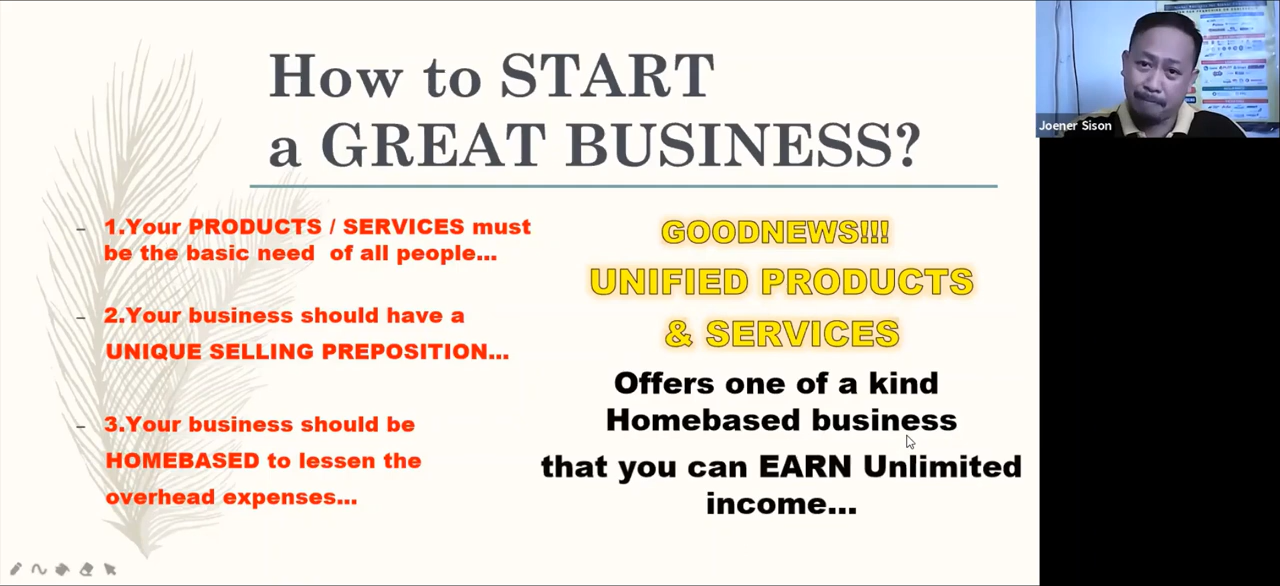 How to START
a GREAT BUSINESS?
– 1.Your PRODUCTS / SERVICES must
be the basic need of all people...
– 2.Your business should have a
UNIQUE SELLING PREPOSITION...
– 3.Your business should be
HOMEBASED to lessen the
overhead expenses...
GOODNEWS!!!
UNIFIED PRODUCTS
& SERVICES
Offers one of a kind
Homebased business
that you can EARN Unlimited
income...
Joener Sison